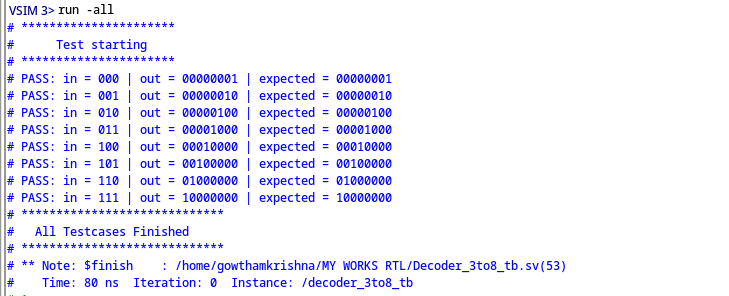 VSIM 3> run -all
# **********************
#      Test starting
# **********************
# PASS: in = 000 | out = 00000001 | expected = 00000001
# PASS: in = 001 | out = 00000010 | expected = 00000010
# PASS: in = 010 | out = 00000100 | expected = 00000100
# PASS: in = 011 | out = 00001000 | expected = 00001000
# PASS: in = 100 | out = 00010000 | expected = 00010000
# PASS: in = 101 | out = 00100000 | expected = 00100000
# PASS: in = 110 | out = 01000000 | expected = 01000000
# PASS: in = 111 | out = 10000000 | expected = 10000000
# *****************************
#   All Testcases Finished
# *****************************
# ** Note: $finish    : /home/gowthamkrishna/MY WORKS RTL/Decoder_3to8_tb.sv(53)
#    Time: 80 ns  Iteration: 0  Instance: /decoder_3to8_tb